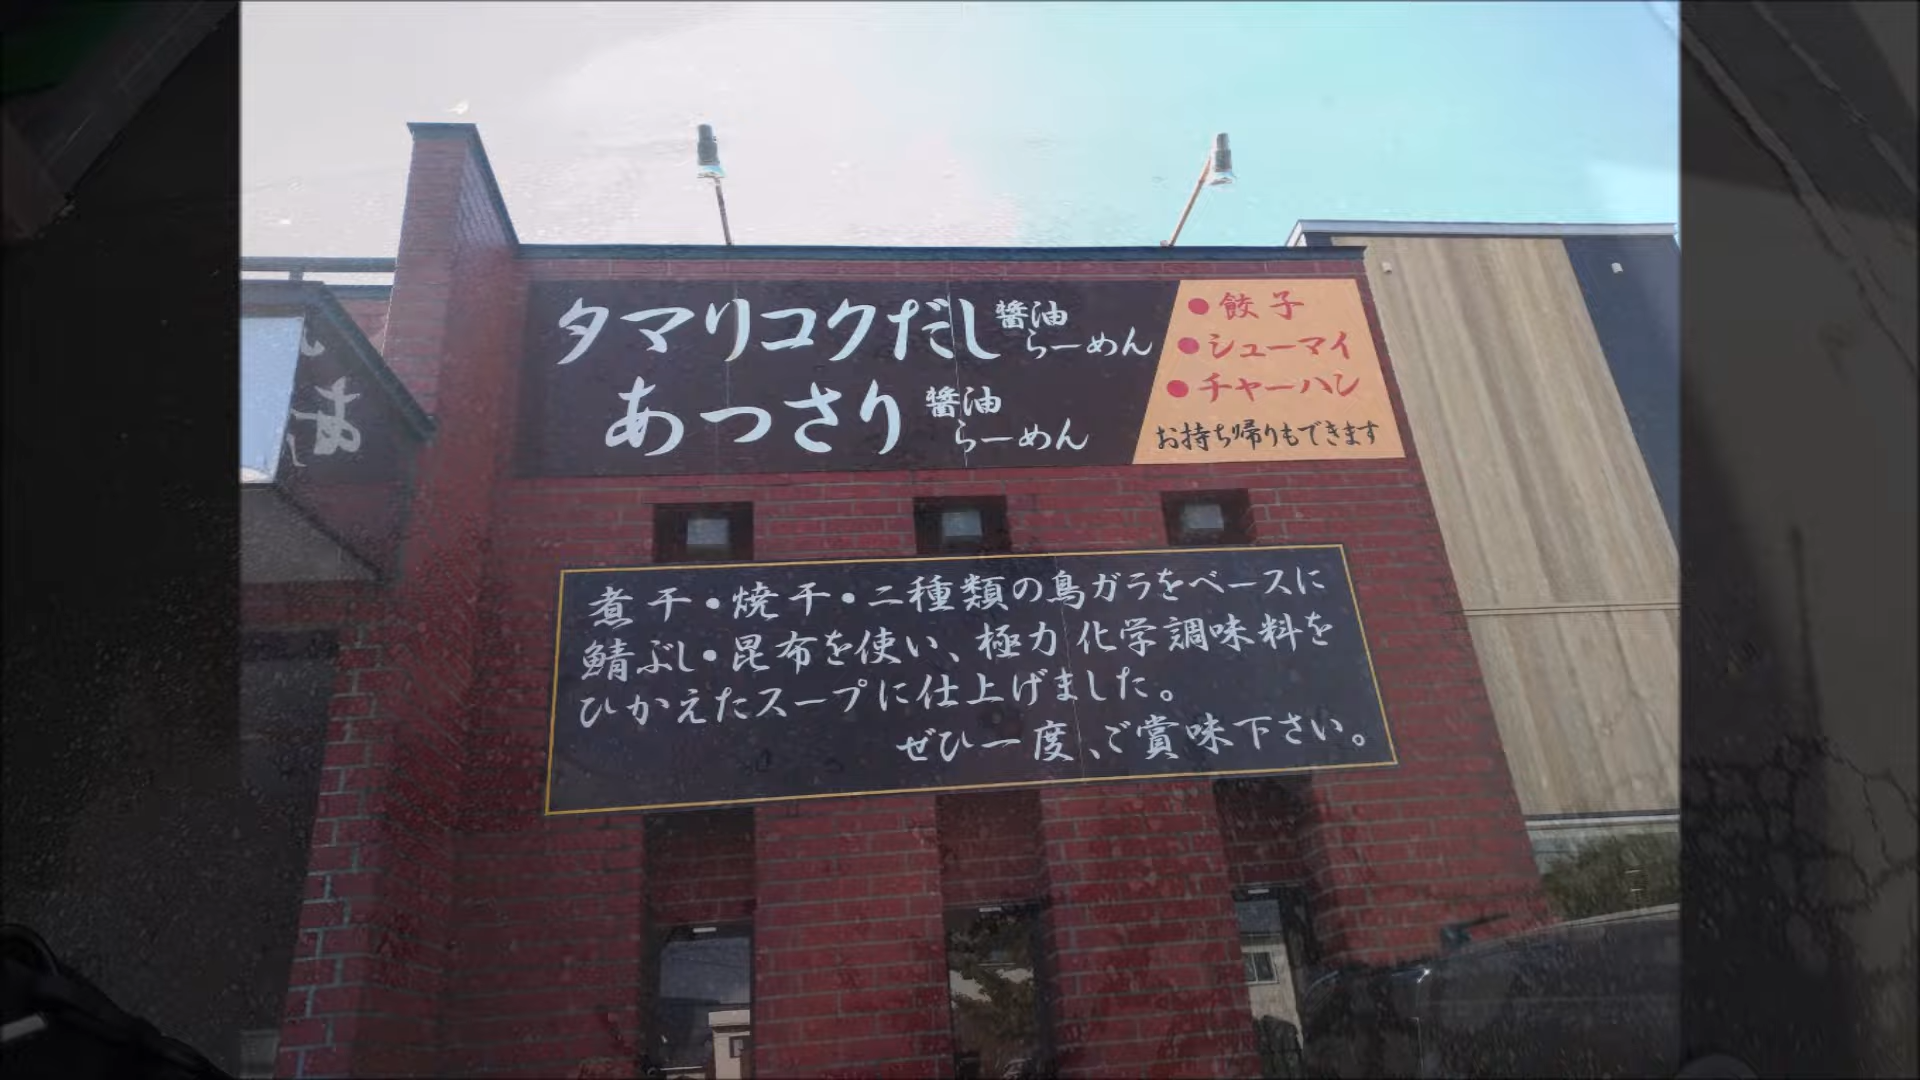 タマリコクだし醤油らーめん
あっさり醤油らーめん
●餃子
●シューマイ
●チャーハン
お持ち帰りもできます
煮干・焼干・二種類の鳥ガラをベースに
鯖ぶし・昆布を使い、極力化学調味料を
ひかえたスープに仕上げました。
ぜひ一度、ご賞味下さい。